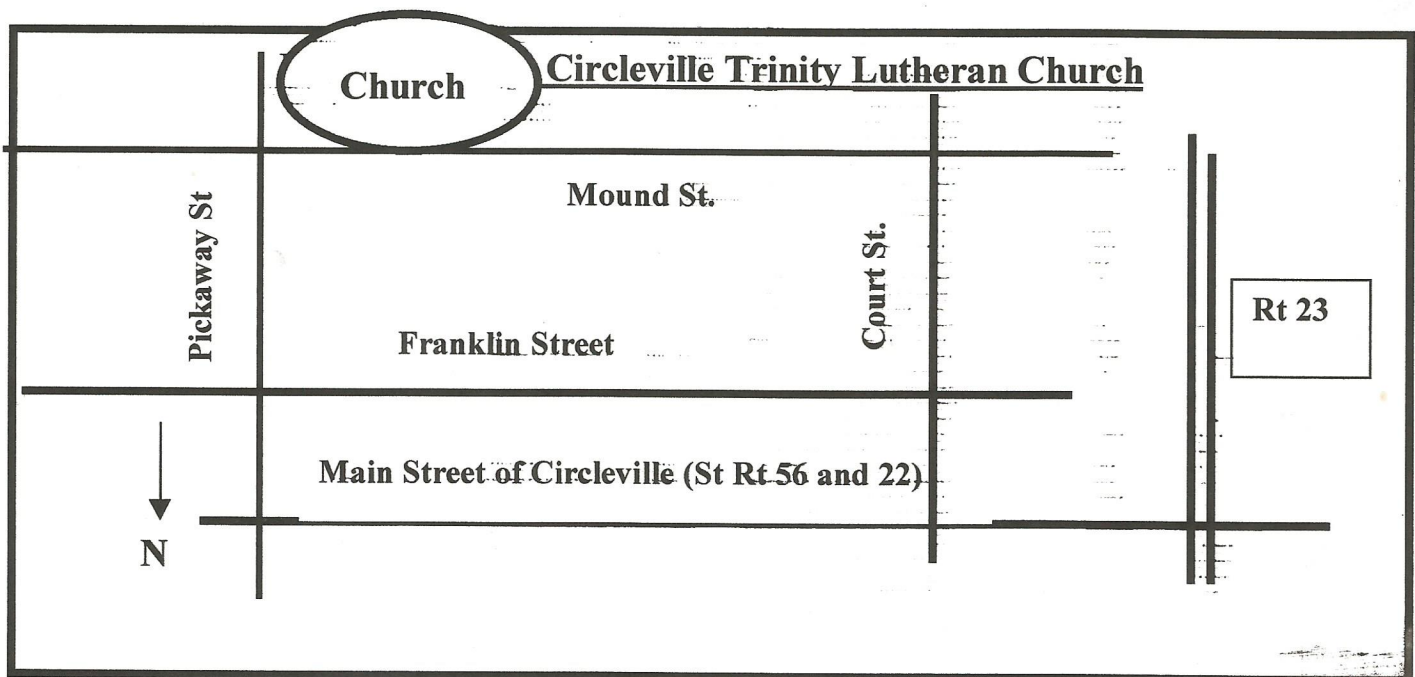 Church
Circleville Trinity Lutheran Church
Mound St.
Pickaway St
Court St.
Rt 23
Franklin Street
Main Street of Circleville (St Rt 56 and 22)
N